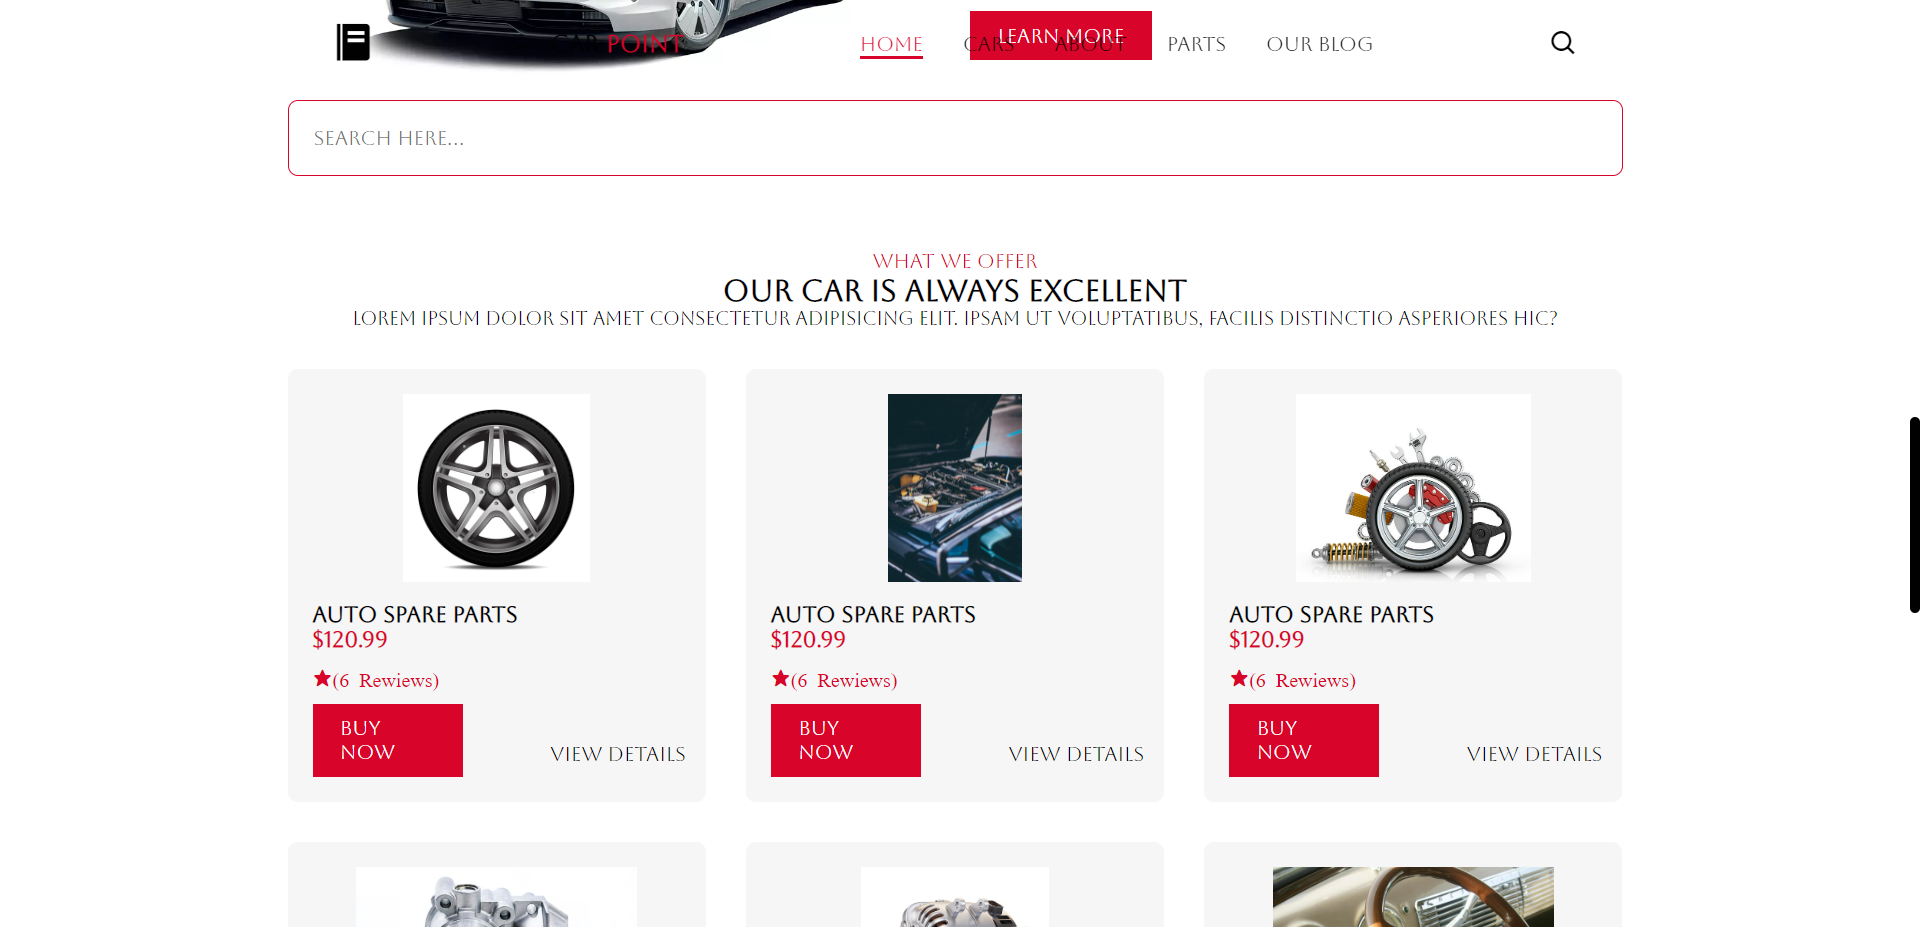 CAR POINT
HOME
CARS
ABOUT
PARTS
OUR BLOG
LEARN MORE
SEARCH HERE...
WHAT WE OFFER
OUR CAR IS ALWAYS EXCELLENT
LOREM IPSUM DOLOR SIT AMET CONSECTETUR ADIPISICING ELIT. IPSAM UT VOLUPTATIBUS, FACILIS DISTINCTIO ASPERIORES HIC?
AUTO SPARE PARTS
$120.99
(6 Rewiews)
BUY
NOW
VIEW DETAILS
AUTO SPARE PARTS
$120.99
(6 Rewiews)
BUY
NOW
VIEW DETAILS
AUTO SPARE PARTS
$120.99
(6 Rewiews)
BUY
NOW
VIEW DETAILS